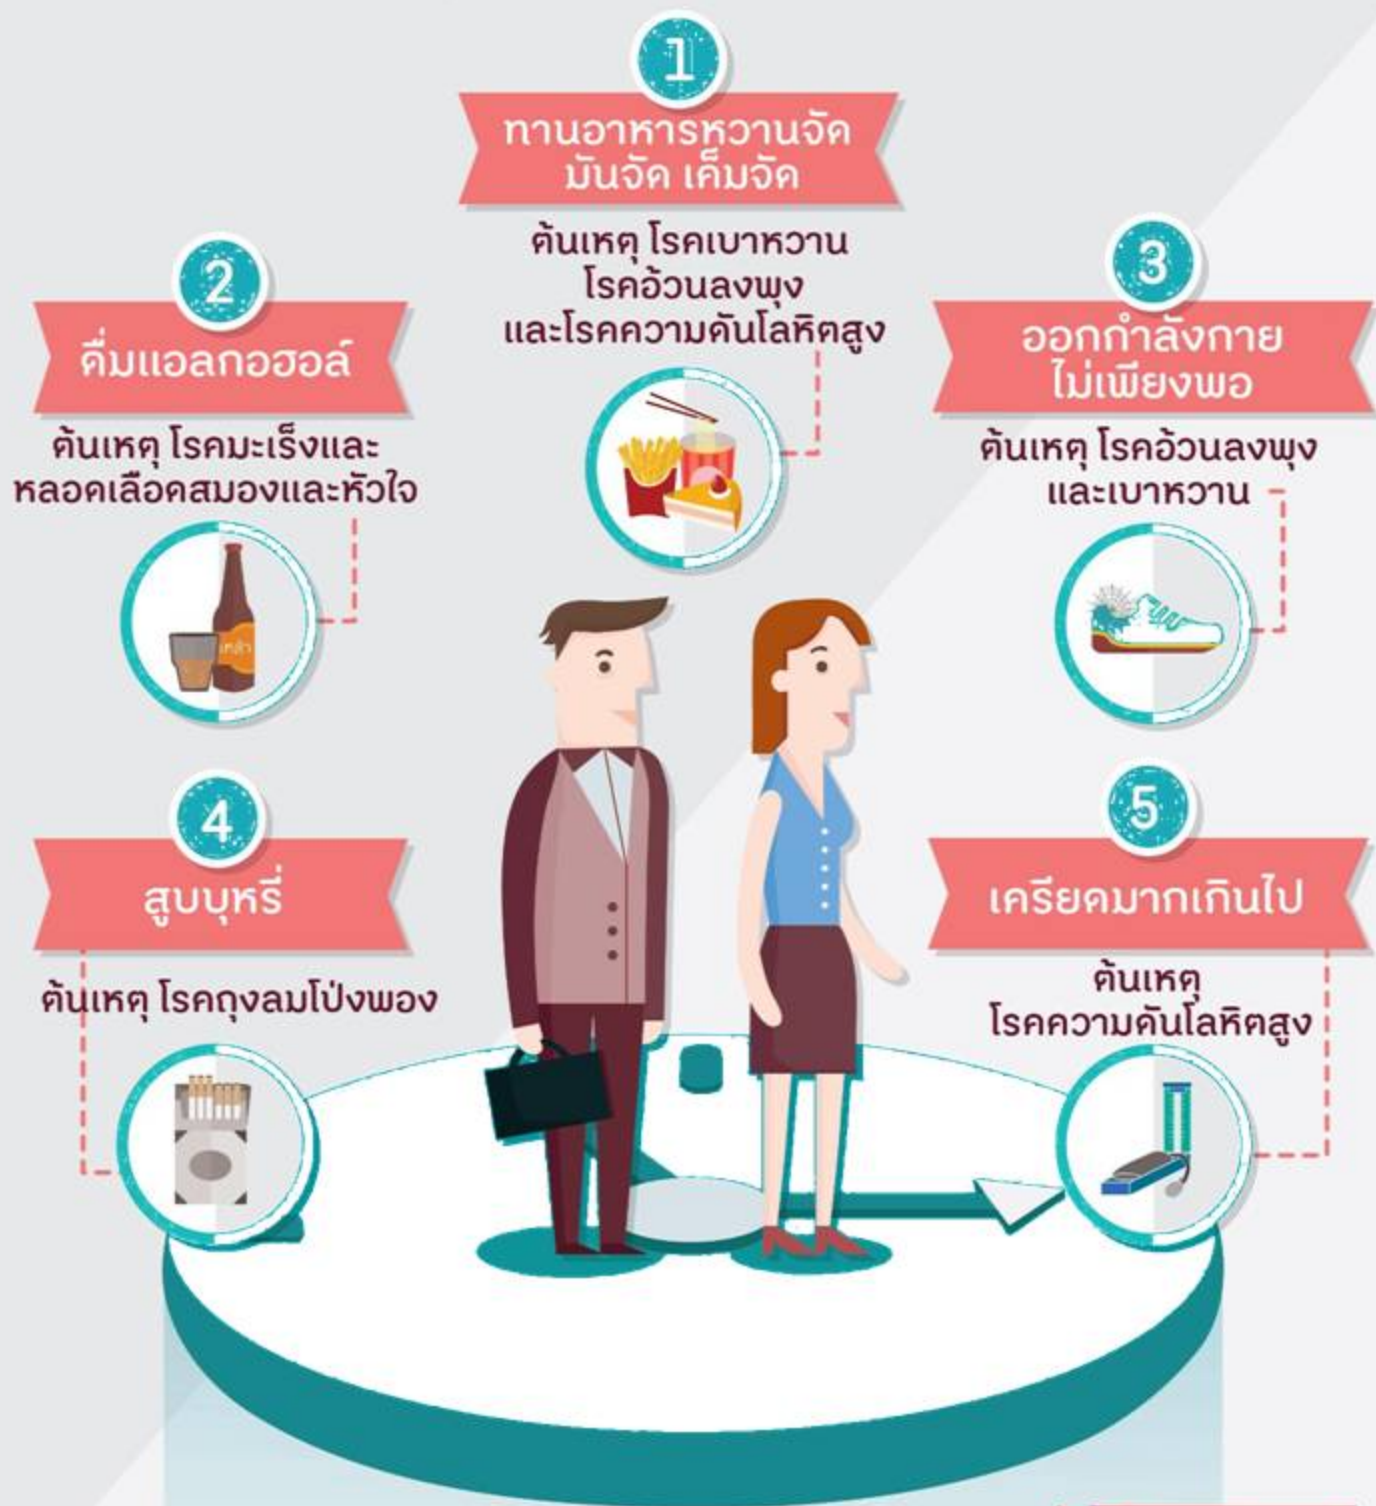 1
ทานอาหารหวานจัด
มันจัด เค็มจัด
ต้นเหตุ โรคเบาหวาน
โรคอ้วนลงพุง
และโรคความดันโลหิตสูง
2
ดื่มแอลกอฮอล์
ต้นเหตุ โรคมะเร็งและ
หลอดเลือดสมองและหัวใจ
เหล้า
3
ออกกำลังกาย
ไม่เพียงพอ
ต้นเหตุ โรคอ้วนลงพุง
และเบาหวาน
4
สูบบุหรี่
ต้นเหตุ โรคถุงลมโป่งพอง
5
เครียดมากเกินไป
ต้นเหตุ
โรคความดันโลหิตสูง